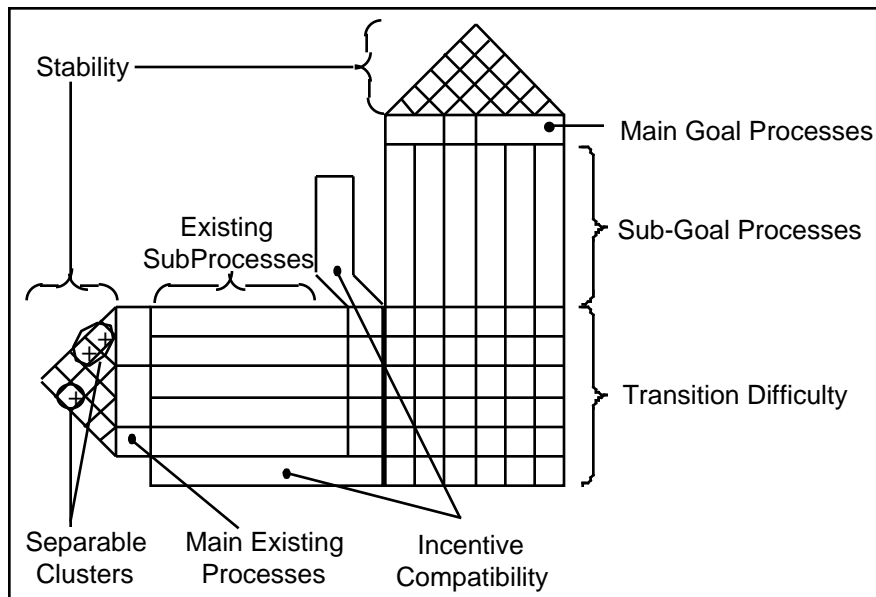 Stability
Main Goal Processes
Existing
SubProcesses
Sub-Goal Processes
Transition Difficulty
Separable
Clusters
Main Existing
Processes
Incentive
Compatibility